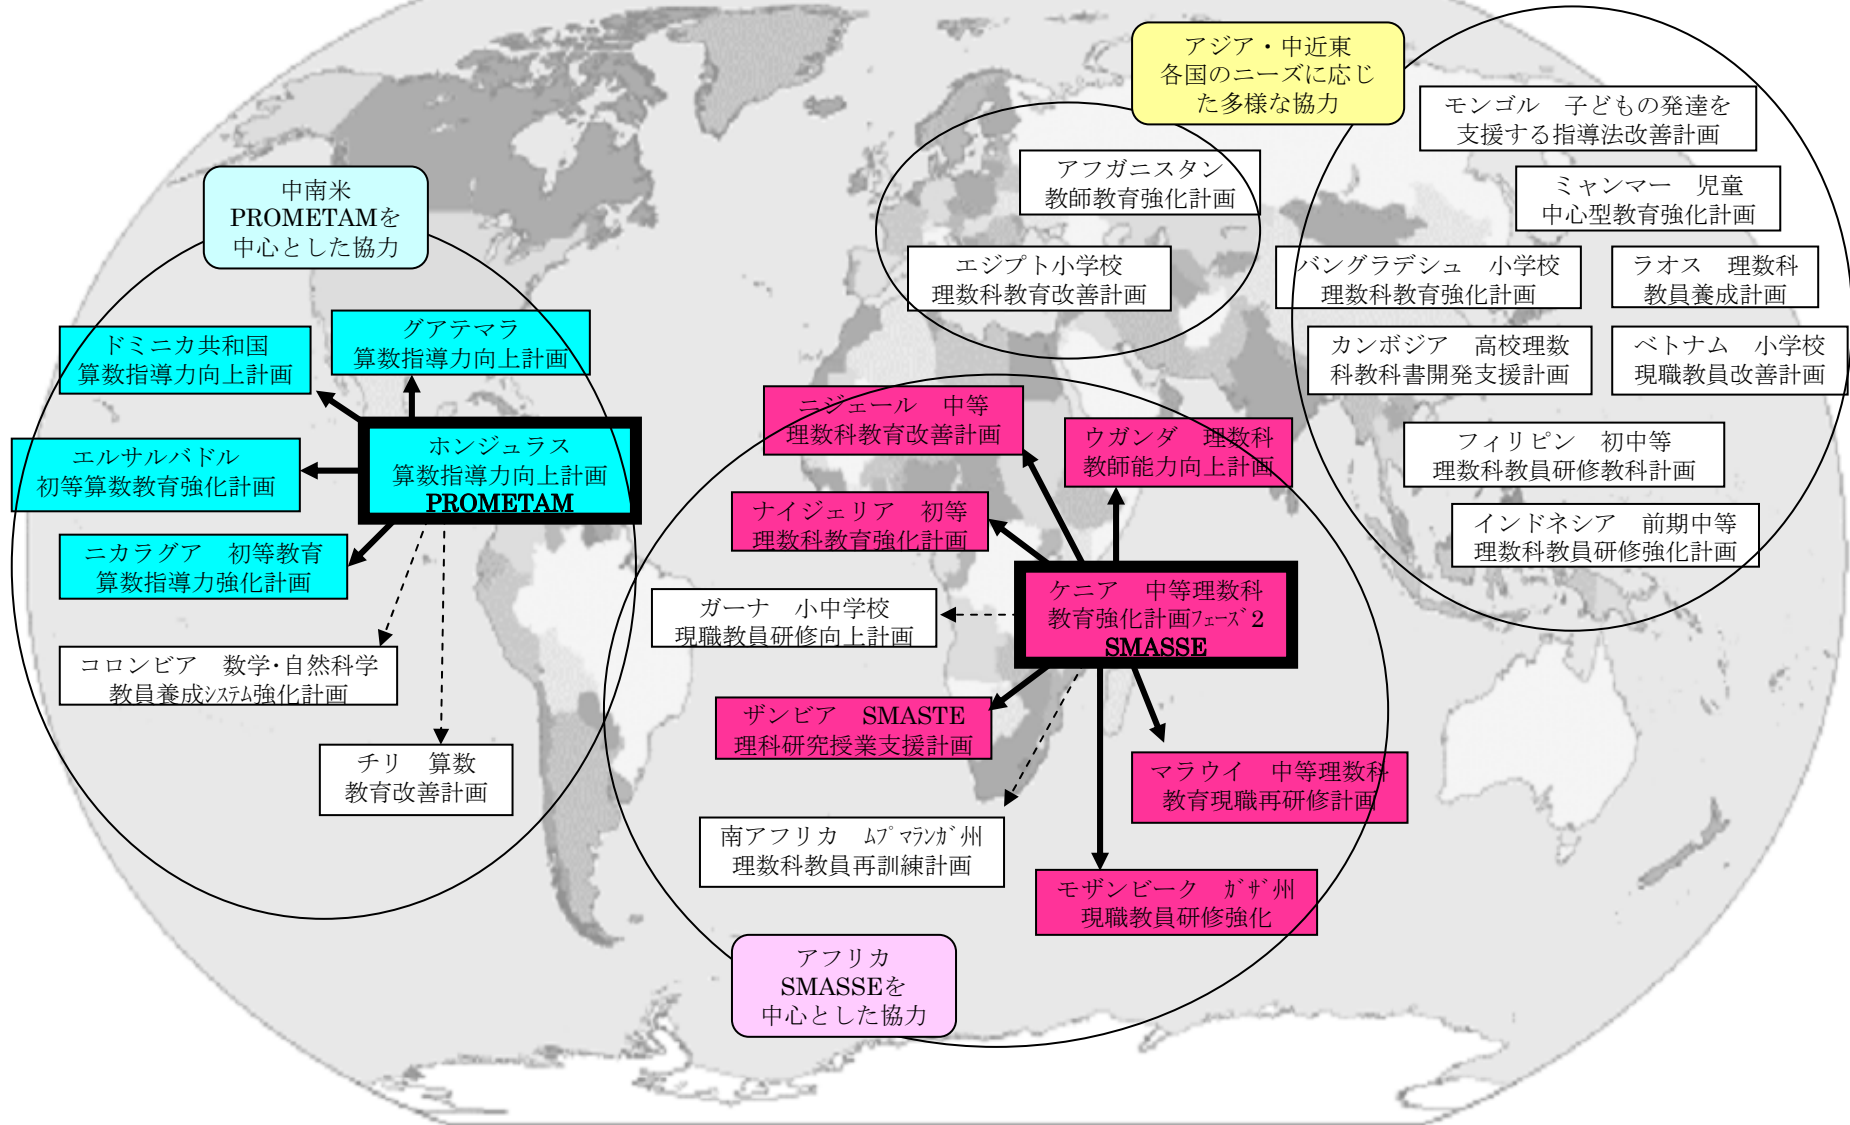 アジア・中近東
各国のニーズに応じ
た多様な協力
モンゴル　子どもの発達を
支援する指導法改善計画
アフガニスタン
教師教育強化計画
ミャンマー　児童
中心型教育強化計画
中南米
PROMETAMを
中心とした協力
エジプト小学校
理数科教育改善計画
バングラデシュ　小学校
理数科教育強化計画
ラオス　理数科
教員養成計画
ドミニカ共和国
算数指導力向上計画
グアテマラ
算数指導力向上計画
カンボジア　高校理数
科教科書開発支援計画
ベトナム　小学校
現職教員改善計画
ニジェール　中等
理数科教育改善計画
ウガンダ　理数科
教師能力向上計画
エルサルバドル
初等算数教育強化計画
ホンジュラス
算数指導力向上計画
PROMETAM
フィリピン　初中等
理数科教員研修教科計画
ナイジェリア　初等
理数科教育強化計画
インドネシア　前期中等
理数科教員研修強化計画
ニカラグア　初等教育
算数指導力強化計画
ガーナ　小中学校
現職教員研修向上計画
ケニア　中等理数科
教育強化計画ﾌｪｰｽﾞ2
SMASSE
コロンビア　数学・自然科学
教員養成ｼｽﾃﾑ強化計画
ザンビア　SMASTE
理科研究授業支援計画
チリ　算数
教育改善計画
マラウイ　中等理数科
教育現職再研修計画
南アフリカ　ﾑﾌﾟﾏﾗﾝｶﾞ州
理数科教員再訓練計画
モザンビーク　ｶﾞｻﾞ州
現職教員研修強化
アフリカ
SMASSEを
中心とした協力